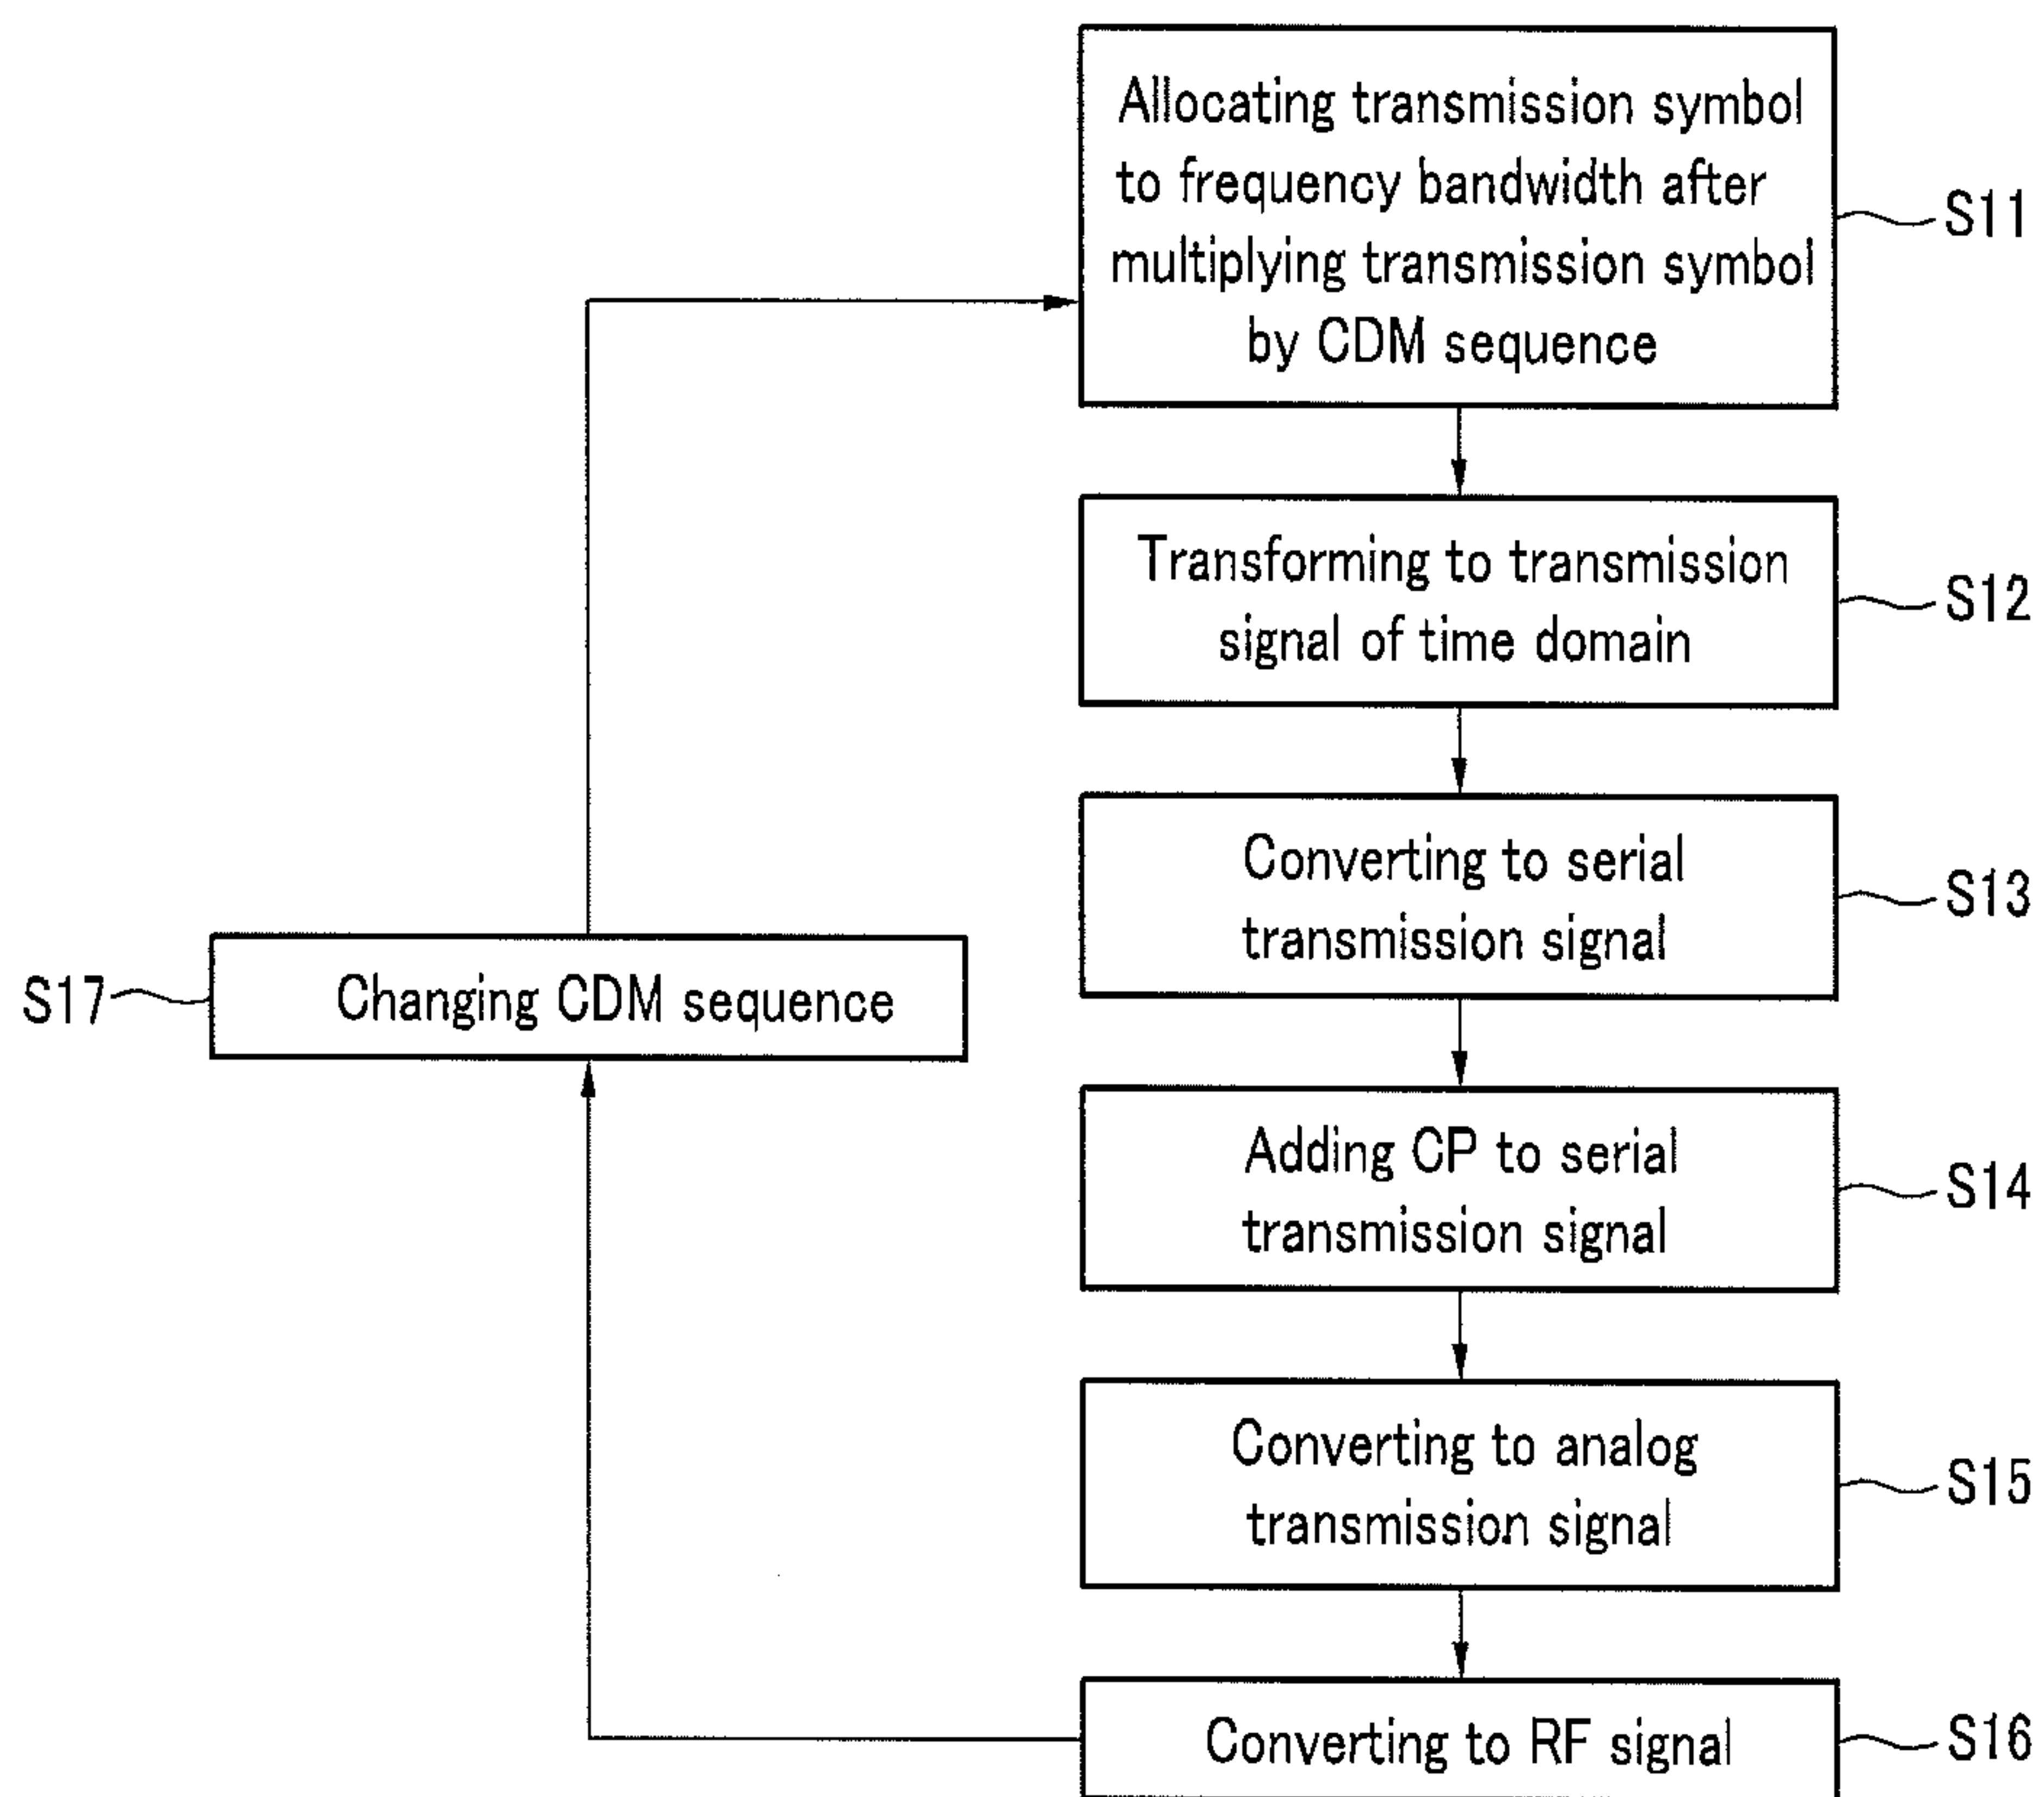 Allocating transmission symbol
to frequency bandwidth after
multiplying transmission symbol
by CDM sequence
S11
Transforming to transmission
signal of time domain
S12
Converting to serial
transmission signal
S13
S17
Changing CDM sequence
Adding CP to serial
transmission signal
S14
Converting to analog
transmission signal
S15
Converting to RF signal
S16